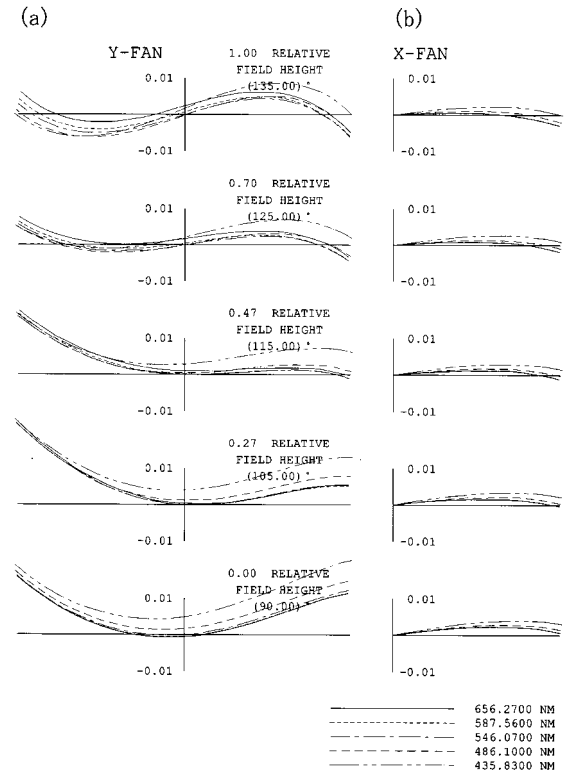 (a) (b)
Y-FAN X-FAN
1.00 RELATIVE
FIELD HEIGHT
(135.00)°
0.01 0.01
-0.01 -0.01
0.70 RELATIVE
FIELD HEIGHT
(125.00)°
0.01 0.01
-0.01 -0.01
0.47 RELATIVE
FIELD HEIGHT
(115.00)°
0.01 0.01
-0.01 -0.01
0.27 RELATIVE
FIELD HEIGHT
(105.00)°
0.01 0.01
-0.01 -0.01
0.00 RELATIVE
FIELD HEIGHT
(90.00)°
0.01 0.01
-0.01 -0.01
656.2700 NM
587.5600 NM
546.0700 NM
486.1000 NM
435.8300 NM